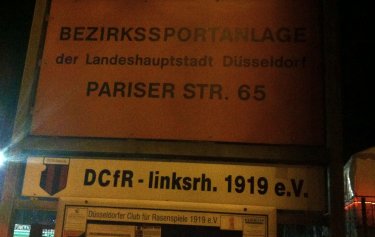 BEZIRKSSPORTANLAGE
der Landeshauptstadt Düsseldorf
PARISER STR. 65
DCfR - linksrh. 1919 e.V.
Düsseldorfer Club für Rasenspiele 1919 e.V.